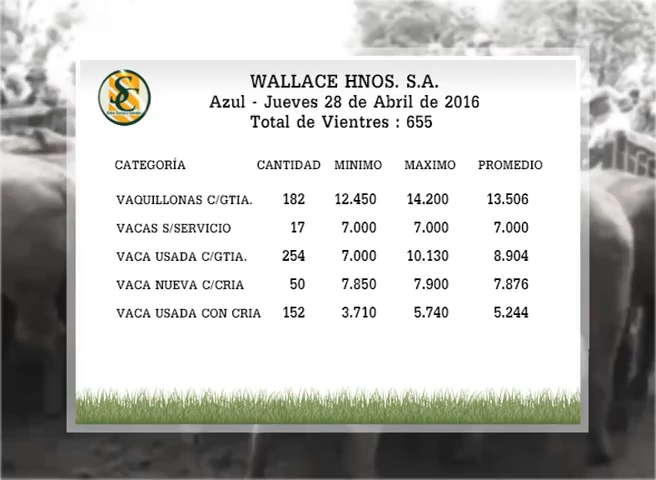 WALLACE HNOS. S.A.
Azul - Jueves 28 de Abril de 2016
Total de Vientres : 655
SC
CATEGORÍA CANTIDAD MINIMO MAXIMO PROMEDIO
VAQUILLONAS C/GTIA. 182 12.450 14.200 13.506
VACAS S/SERVICIO 17 7.000 7.000 7.000
VACA USADA C/GTIA. 254 7.000 10.130 8.904
VACA NUEVA C/CRIA 50 7.850 7.900 7.876
VACA USADA CON CRIA 152 3.710 5.740 5.244